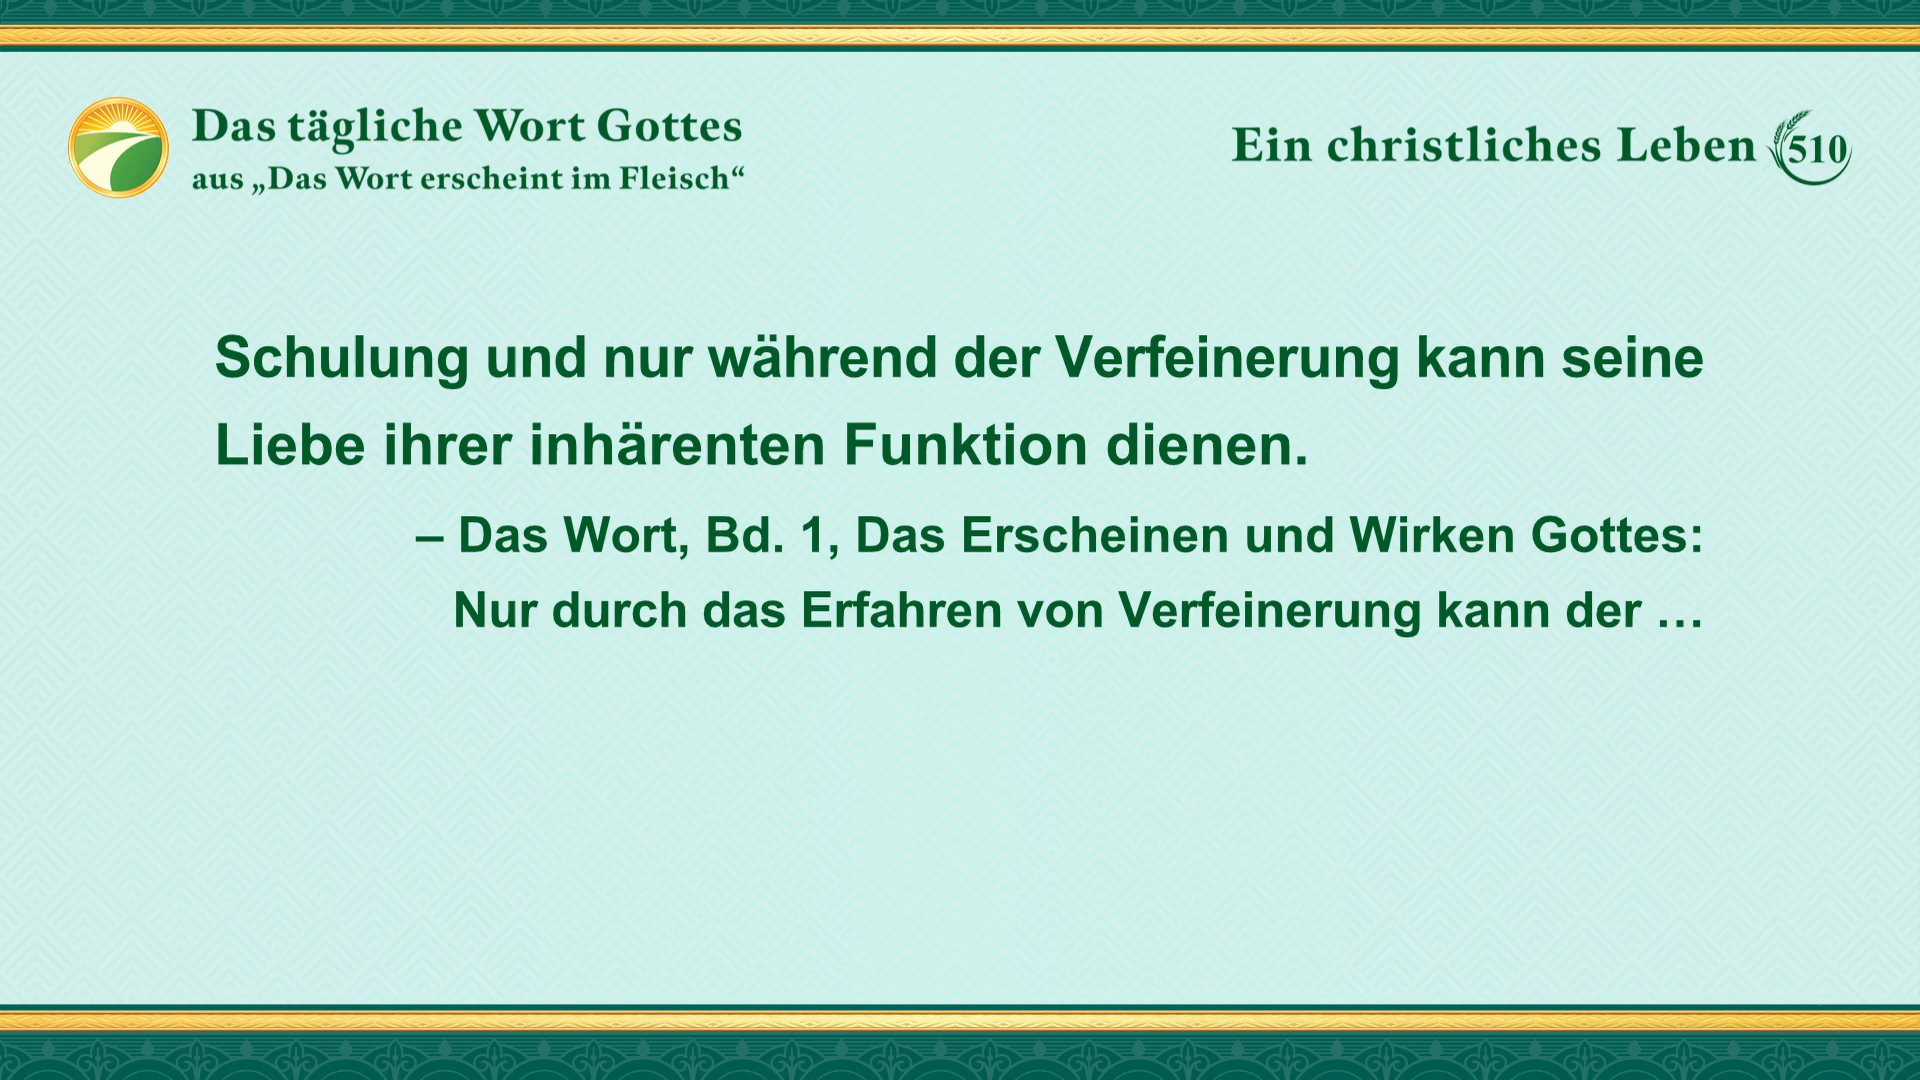 Das tägliche Wort Gottes
aus „Das Wort erscheint im Fleisch“
Ein christliches Leben 510
Schulung und nur während der Verfeinerung kann seine
Liebe ihrer inhärenten Funktion dienen.
– Das Wort, Bd. 1, Das Erscheinen und Wirken Gottes:
Nur durch das Erfahren von Verfeinerung kann der …